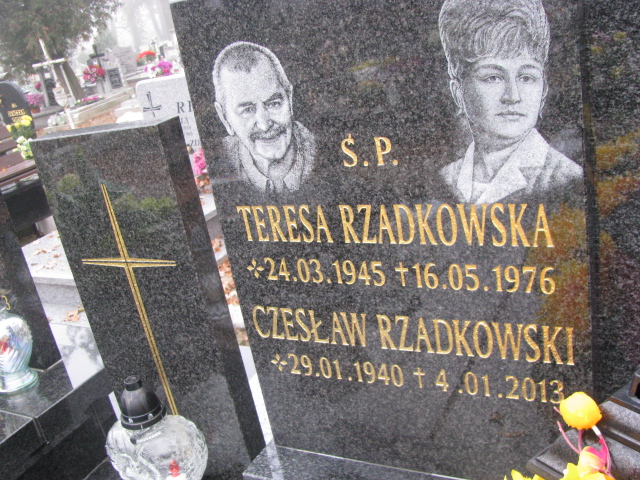 Ś.P.
TERESA RZADKOWSKA
✢24.03.1945 †16.05.1976
CZESŁAW RZADKOWSKI
✢29.01.1940 † 4.01.2013